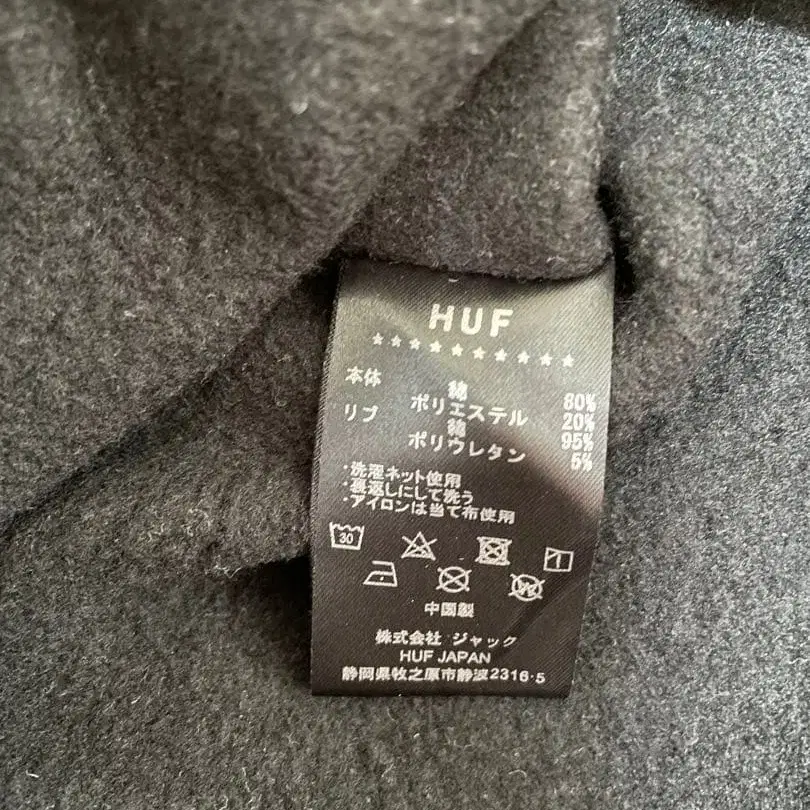 HUF
★★★★★★★★★★
本体 綿 80%
ポリエステル 20%
リブ 綿 95%
ポリウレタン 5%
・洗濯ネット使用
・裏返しにして洗う
・アイロンは当て布使用
30
1
W
中国製
株式会社 ジャック
HUF JAPAN
静岡県牧之原市静波2316-5